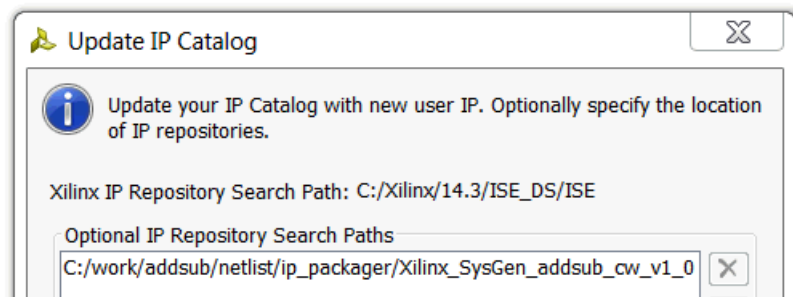 Update IP Catalog
Update your IP Catalog with new user IP. Optionally specify the location
of IP repositories.
Xilinx IP Repository Search Path: C:/Xilinx/14.3/ISE_DS/ISE
Optional IP Repository Search Paths
C:/work/addsub/netlist/ip_packager/Xilinx_SysGen_addsub_cw_v1_0